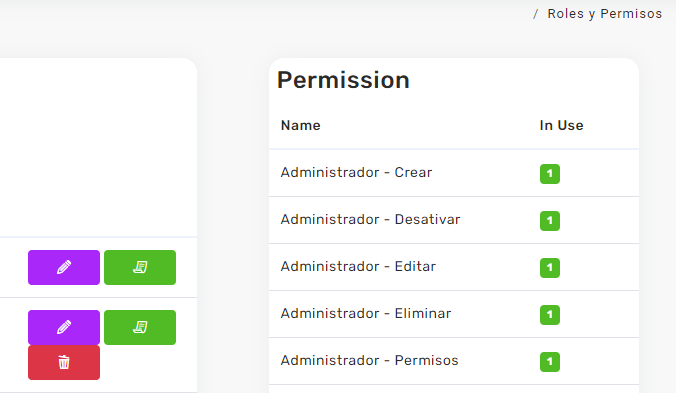 / Roles y Permisos
Permission
Name In Use
Administrador - Crear 1
Administrador - Desativar 1
Administrador - Editar 1
Administrador - Eliminar 1
Administrador - Permisos 1